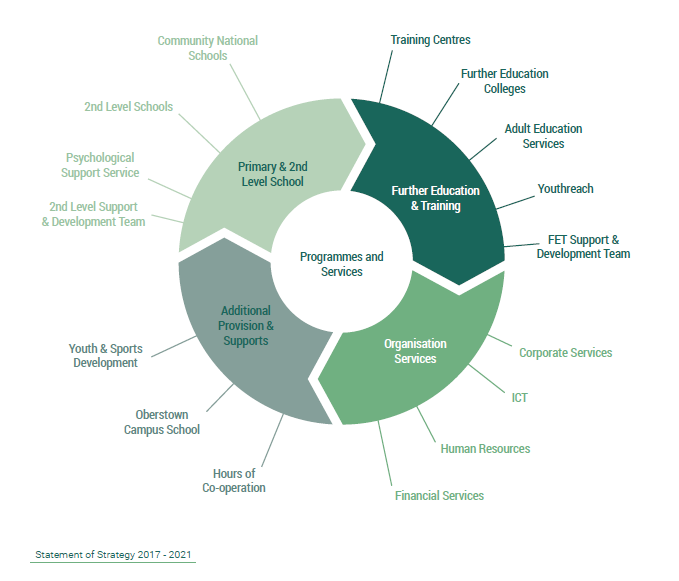 Community National
Schools
2nd Level Schools
Psychological
Support Service
2nd Level Support
& Development Team
Primary & 2nd
Level School
Training Centres
Further Education
Colleges
Adult Education
Services
Youthreach
FET Support &
Development Team
Further Education
& Training
Programmes and
Services
Additional
Provision &
Supports
Youth & Sports
Development
Oberstown
Campus School
Hours of
Co-operation
Organisation
Services
Corporate Services
ICT
Human Resources
Financial Services
Statement of Strategy 2017 - 2021